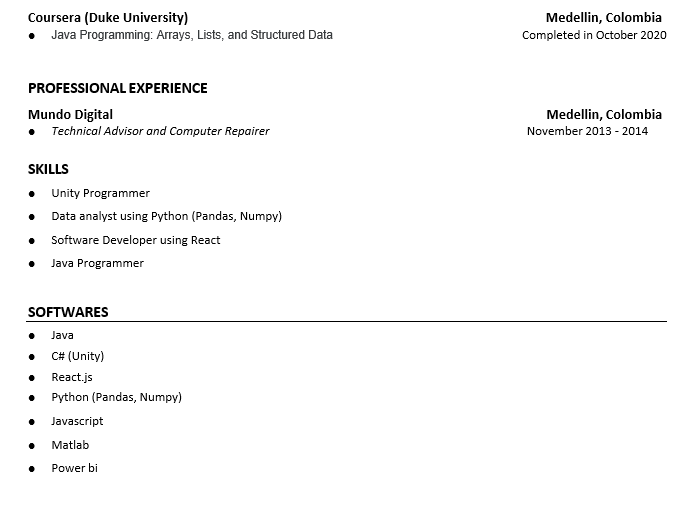 Coursera (Duke University) Medellin, Colombia
● Java Programming: Arrays, Lists, and Structured Data Completed in October 2020
PROFESSIONAL EXPERIENCE
Mundo Digital Medellin, Colombia
● Technical Advisor and Computer Repairer November 2013 - 2014
SKILLS
● Unity Programmer
● Data analyst using Python (Pandas, Numpy)
● Software Developer using React
● Java Programmer
SOFTWARES
● Java
● C# (Unity)
● React.js
● Python (Pandas, Numpy)
● Javascript
● Matlab
● Power bi